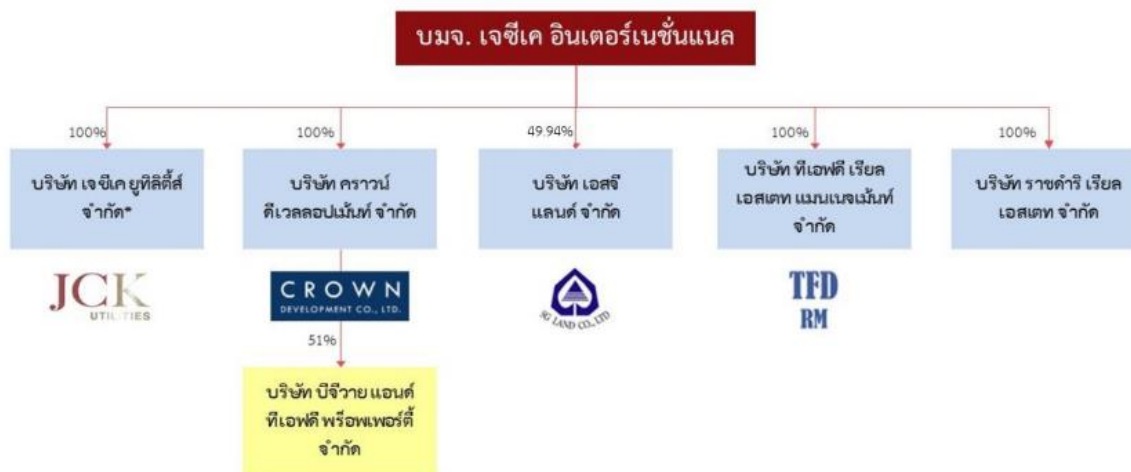 บมจ. เจซีเค อินเตอร์เนชั่นแนล
100%
100%
49.94%
100%
100%
บริษัท เจซีเค ยูทิลิตี้ส์
จำกัด*
บริษัท คราวน์
ดีเวลลอปเม้นท์ จำกัด
บริษัท เอสจี
แลนด์ จำกัด
บริษัท ทีเอฟดี เรียล
เอสเตท แมนเนจเม้นท์
จำกัด
บริษัท ราชดำริ เรียล
เอสเตท จำกัด
JCK
UTILITIES
CROWN
DEVELOPMENT CO., LTD.
SG LAND CO., LTD
TFD
RM
51%
บริษัท บีจีวาย แอนด์
ทีเอฟดี พร็อพเพอร์ตี้
จำกัด